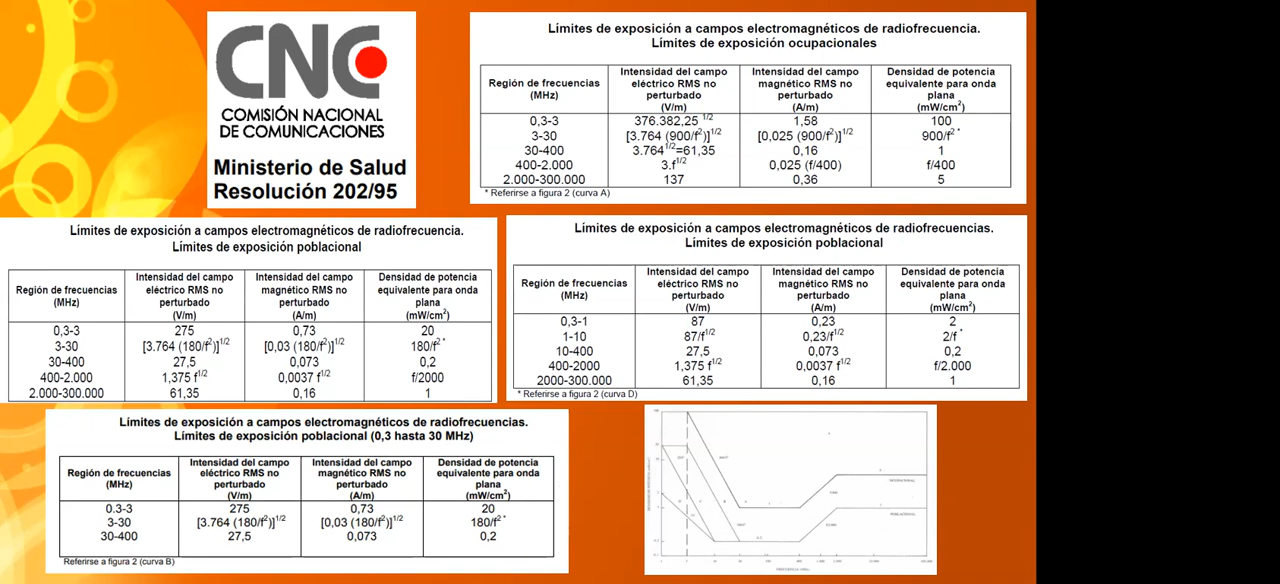 CNC
COMISIÓN NACIONAL
DE COMUNICACIONES
Ministerio de Salud
Resolución 202/95
Límites de exposición a campos electromagnéticos de radiofrecuencia.
Límites de exposición ocupacionales
Región de frecuencias (MHz) Intensidad del campo eléctrico RMS no perturbado (V/m) Intensidad del campo magnético RMS no perturbado (A/m) Densidad de potencia equivalente para onda plana (mW/cm²)
0,3-3 376.382,25 ^1/2 1,58 100
3-30 [3.764 (900/f²)]^1/2 [0,025 (900/f²)]^1/2 900/f² *
30-400 3.764^1/2=61,35 0,16 1
400-2.000 3.f^1/2 0,025 (f/400) f/400
2.000-300.000 137 0,36 5
* Referirse a figura 2 (curva A)
Límites de exposición a campos electromagnéticos de radiofrecuencia.
Límites de exposición poblacional
Región de frecuencias (MHz) Intensidad del campo eléctrico RMS no perturbado (V/m) Intensidad del campo magnético RMS no perturbado (A/m) Densidad de potencia equivalente para onda plana (mW/cm²)
0,3-3 275 0,73 20
3-30 [3.764 (180/f²)]^1/2 [0,03 (180/f²)]^1/2 180/f² *
30-400 27,5 0,073 0,2
400-2.000 1,375 f^1/2 0,0037 f^1/2 f/2000
2.000-300.000 61,35 0,16 1
Límites de exposición a campos electromagnéticos de radiofrecuencias.
Límites de exposición poblacional
Región de frecuencias (MHz) Intensidad del campo eléctrico RMS no perturbado (V/m) Intensidad del campo magnético RMS no perturbado (A/m) Densidad de potencia equivalente para onda plana (mW/cm²)
0,3-1 87 0,23 2
1-10 87/f^1/2 0,23/f^1/2 2/f *
10-400 27,5 0,073 0,2
400-2000 1,375 f^1/2 0,0037 f^1/2 f/2.000
2000-300.000 61,35 0,16 1
* Referirse a figura 2 (curva D)
Límites de exposición a campos electromagnéticos de radiofrecuencias.
Límites de exposición poblacional (0,3 hasta 30 MHz)
Región de frecuencias (MHz) Intensidad del campo eléctrico RMS no perturbado (V/m) Intensidad del campo magnético RMS no perturbado (A/m) Densidad de potencia equivalente para onda plana (mW/cm²)
0.3-3 275 0,73 20
3-30 [3.764 (180/f²)]^1/2 [0,03 (180/f²)]^1/2 180/f² *
30-400 27,5 0,073 0,2
Referirse a figura 2 (curva B)
POBLACIONAL